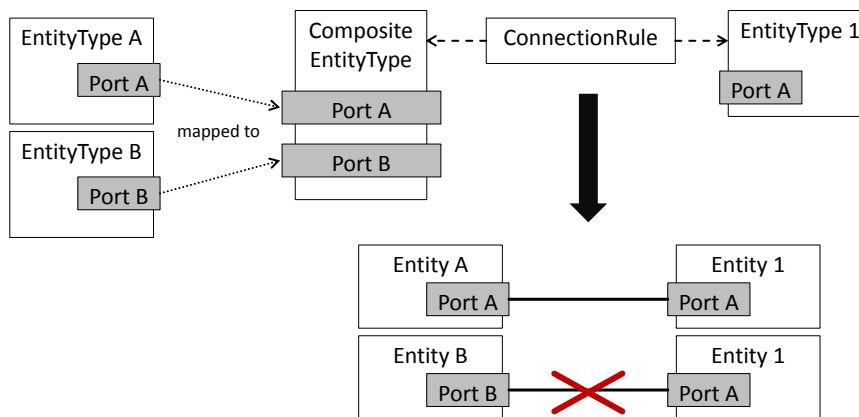 EntityType A
Port A
EntityType B
Port B
mapped to
Composite
EntityType
Port A
Port B
ConnectionRule
EntityType 1
Port A
Entity A
Port A
Entity 1
Port A
Entity B
Port B
Entity 1
Port A